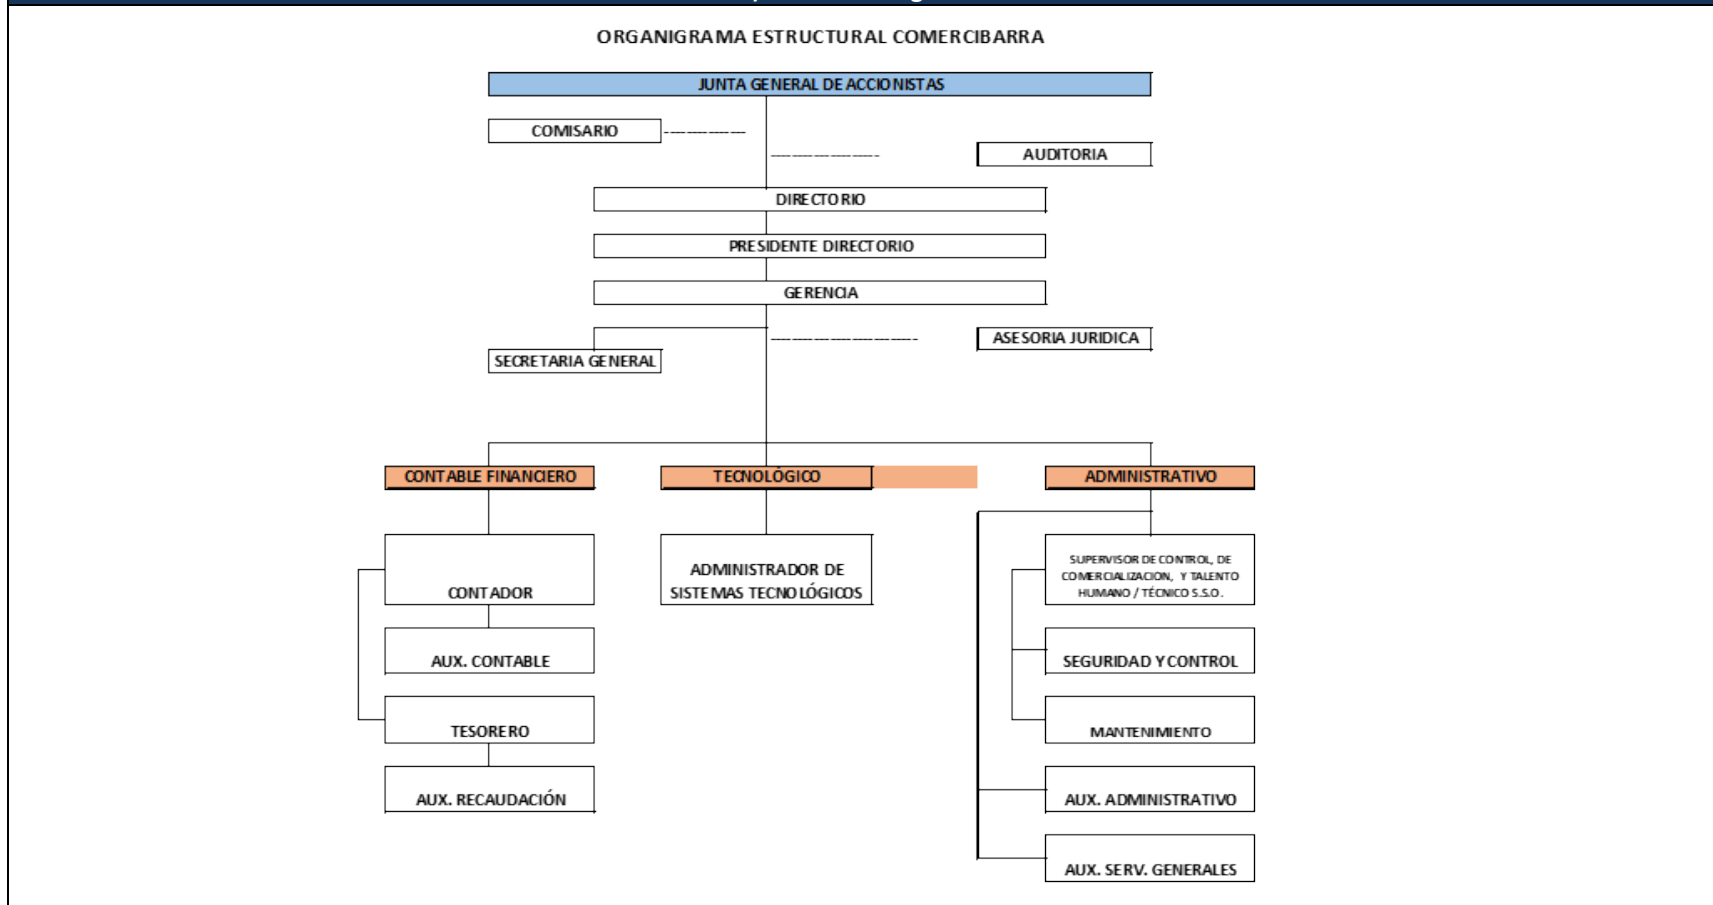 ORGANIGRAMA ESTRUCTURAL COMERCIBARRA
JUNTA GENERAL DE ACCIONISTAS
COMISARIO
AUDITORIA
DIRECTORIO
PRESIDENTE DIRECTORIO
GERENCIA
ASESORIA JURIDICA
SECRETARIA GENERAL
CONTABLE FINANCIERO
TECNOLÓGICO
ADMINISTRATIVO
CONTADOR
ADMINISTRADOR DE
SISTEMAS TECNOLÓGICOS
SUPERVISOR DE CONTROL, DE
COMERCIALIZACION, Y TALENTO
HUMANO / TÉCNICO S.S.O.
AUX. CONTABLE
SEGURIDAD Y CONTROL
TESORERO
MANTENIMIENTO
AUX. RECAUDACIÓN
AUX. ADMINISTRATIVO
AUX. SERV. GENERALES